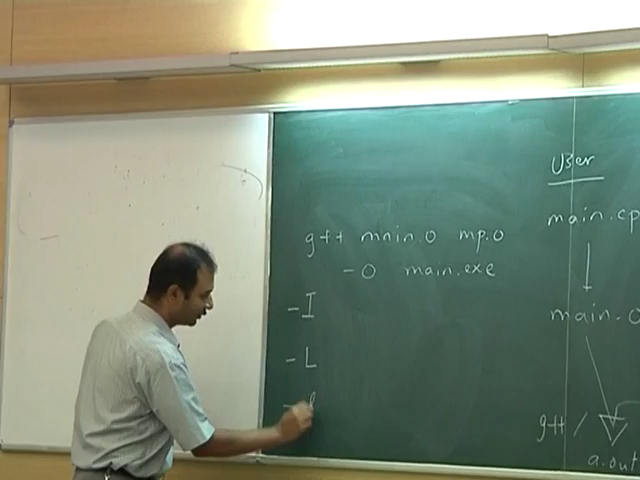 g++ main.o mp.o
-o main.exe
-I
-L
-l
User
main.cp
main.o
g++ /
a.out